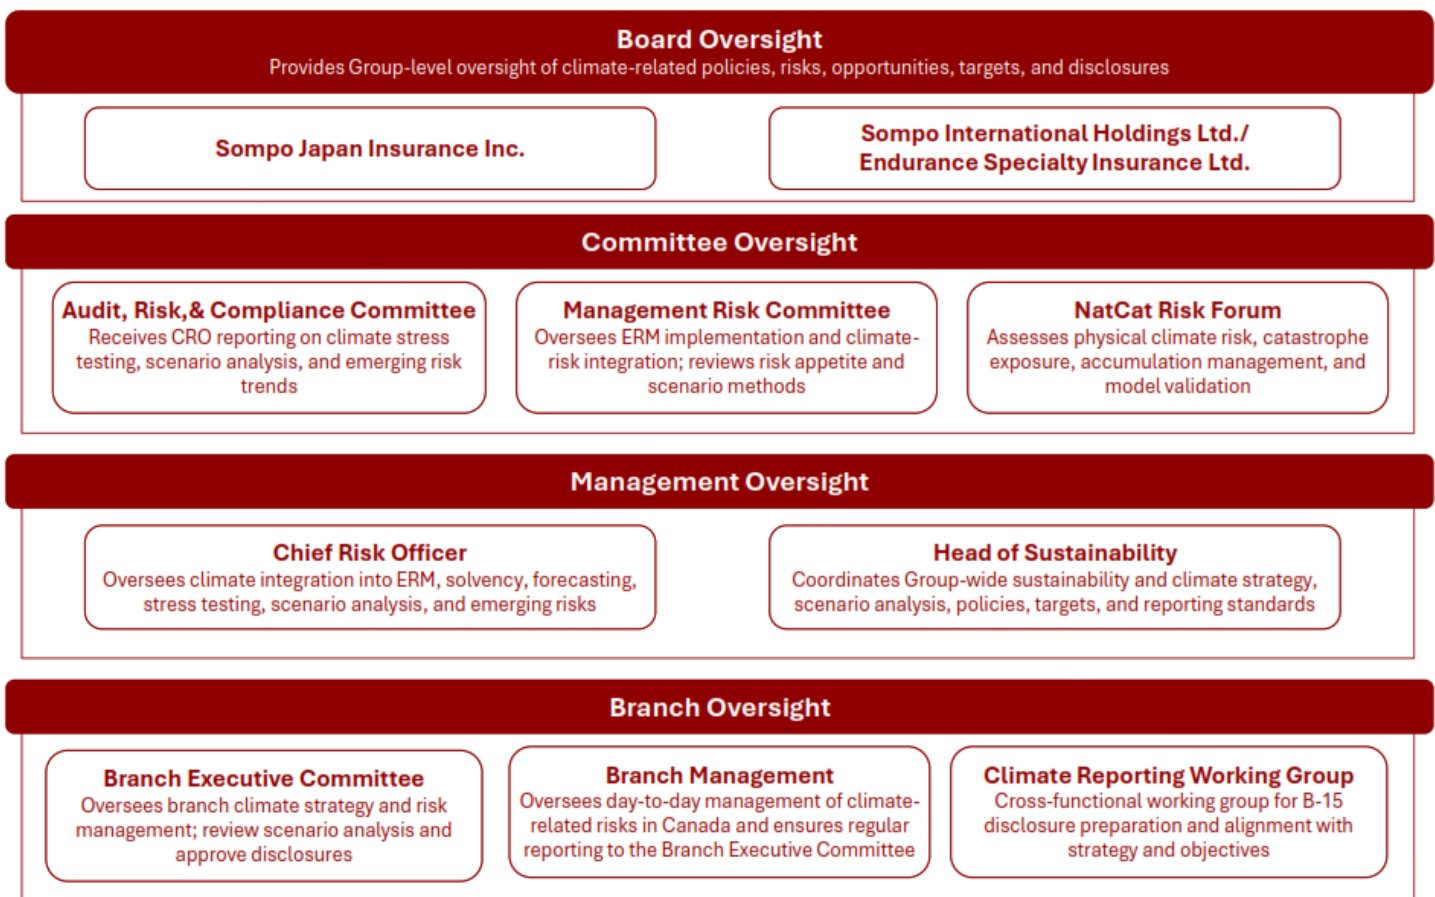 Board Oversight
Provides Group-level oversight of climate-related policies, risks, opportunities, targets, and disclosures
Sompo Japan Insurance Inc.
Sompo International Holdings Ltd./
Endurance Specialty Insurance Ltd.
Committee Oversight
Audit, Risk,& Compliance Committee
Receives CRO reporting on climate stress
testing, scenario analysis, and emerging risk
trends
Management Risk Committee
Oversees ERM implementation and climate-
risk integration; reviews risk appetite and
scenario methods
NatCat Risk Forum
Assesses physical climate risk, catastrophe
exposure, accumulation management, and
model validation
Management Oversight
Chief Risk Officer
Oversees climate integration into ERM, solvency, forecasting,
stress testing, scenario analysis, and emerging risks
Head of Sustainability
Coordinates Group-wide sustainability and climate strategy,
scenario analysis, policies, targets, and reporting standards
Branch Oversight
Branch Executive Committee
Oversees branch climate strategy and risk
management; review scenario analysis and
approve disclosures
Branch Management
Oversees day-to-day management of climate-
related risks in Canada and ensures regular
reporting to the Branch Executive Committee
Climate Reporting Working Group
Cross-functional working group for B-15
disclosure preparation and alignment with
strategy and objectives